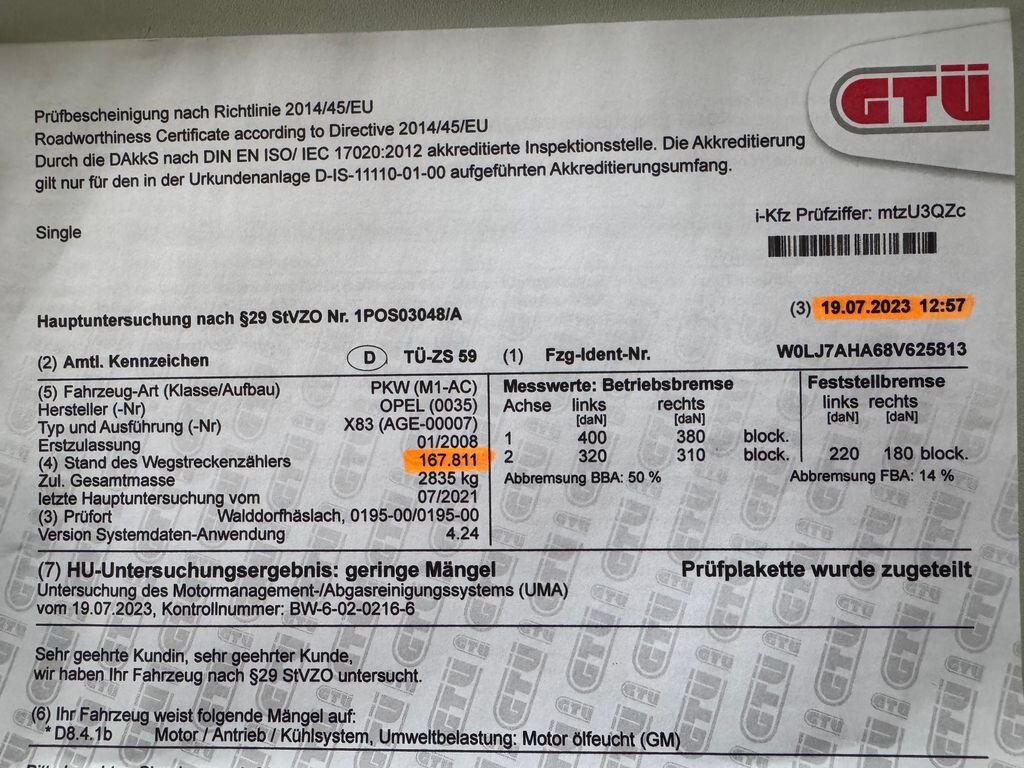 GTÜ
Prüfbescheinigung nach Richtlinie 2014/45/EU
Roadworthiness Certificate according to Directive 2014/45/EU
Durch die DAkkS nach DIN EN ISO/ IEC 17020:2012 akkreditierte Inspektionsstelle. Die Akkreditierung
gilt nur für den in der Urkundenanlage D-IS-11110-01-00 aufgeführten Akkreditierungsumfang.
i-Kfz Prüfziffer: mtzU3QZc
Single
Hauptuntersuchung nach §29 StVZO Nr. 1POS03048/A (3) 19.07.2023 12:57
(2) Amtl. Kennzeichen D TÜ-ZS 59 (1) Fzg-Ident-Nr. W0LJ7AHA68V625813
(5) Fahrzeug-Art (Klasse/Aufbau) PKW (M1-AC)
Hersteller (-Nr) OPEL (0035)
Typ und Ausführung (-Nr) X83 (AGE-00007)
Erstzulassung 01/2008
(4) Stand des Wegstreckenzählers 167.811
Zul. Gesamtmasse 2835 kg
letzte Hauptuntersuchung vom 07/2021
(3) Prüfort Walddorfhäslach, 0195-00/0195-00
Version Systemdaten-Anwendung 4.24
Messwerte: Betriebsbremse
Achse links rechts
[daN] [daN]
1 400 380 block.
2 320 310 block.
Abbremsung BBA: 50 %
Feststellbremse
links rechts
[daN] [daN]
220 180 block.
Abbremsung FBA: 14 %
(7) HU-Untersuchungsergebnis: geringe Mängel Prüfplakette wurde zugeteilt
Untersuchung des Motormanagement-/Abgasreinigungssystems (UMA)
vom 19.07.2023, Kontrollnummer: BW-6-02-0216-6
Sehr geehrte Kundin, sehr geehrter Kunde,
wir haben Ihr Fahrzeug nach §29 StVZO untersucht.
(6) Ihr Fahrzeug weist folgende Mängel auf:
* D8.4.1b Motor / Antrieb / Kühlsystem, Umweltbelastung: Motor ölfeucht (GM)